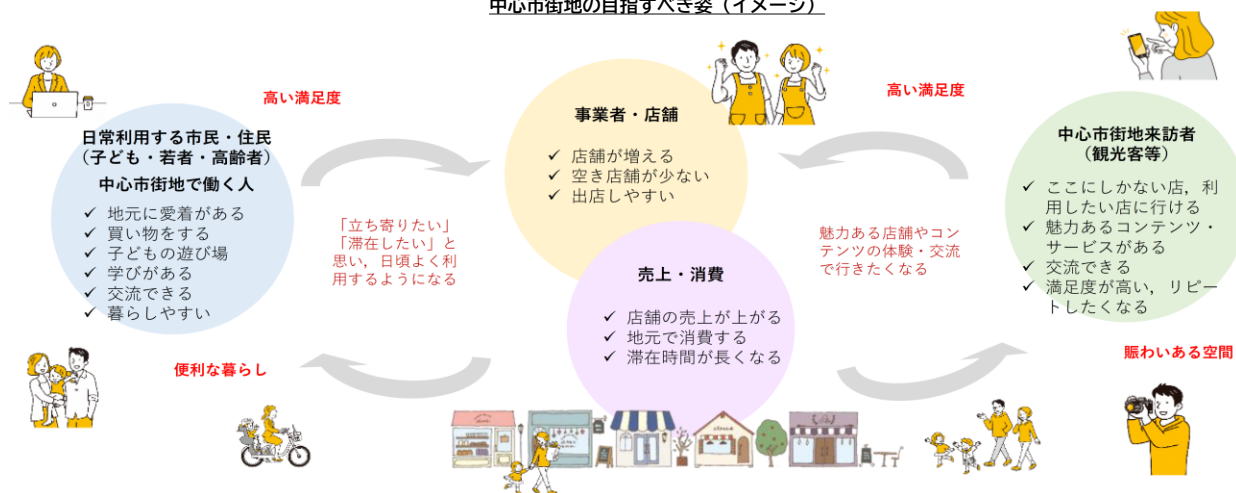 中心市街地の目指すべき姿（イメージ）
高い満足度
日常利用する市民・住民
（子ども・若者・高齢者）
中心市街地で働く人
✓ 地元に愛着がある
✓ 買い物をする
✓ 子どもの遊び場
✓ 学びがある
✓ 交流できる
✓ 暮らしやすい
便利な暮らし
「立ち寄りたい」
「滞在したい」と
思い，日頃よく利
用するようになる
事業者・店舗
✓ 店舗が増える
✓ 空き店舗が少ない
✓ 出店しやすい
売上・消費
✓ 店舗の売上が上がる
✓ 地元で消費する
✓ 滞在時間が長くなる
高い満足度
魅力ある店舗やコン
テンツの体験・交流
で行きたくなる
中心市街地来訪者
（観光客等）
✓ ここにしかない店，利
用したい店に行ける
✓ 魅力あるコンテンツ・
サービスがある
✓ 交流できる
✓ 満足度が高い，リピー
トしたくなる
賑わいある空間